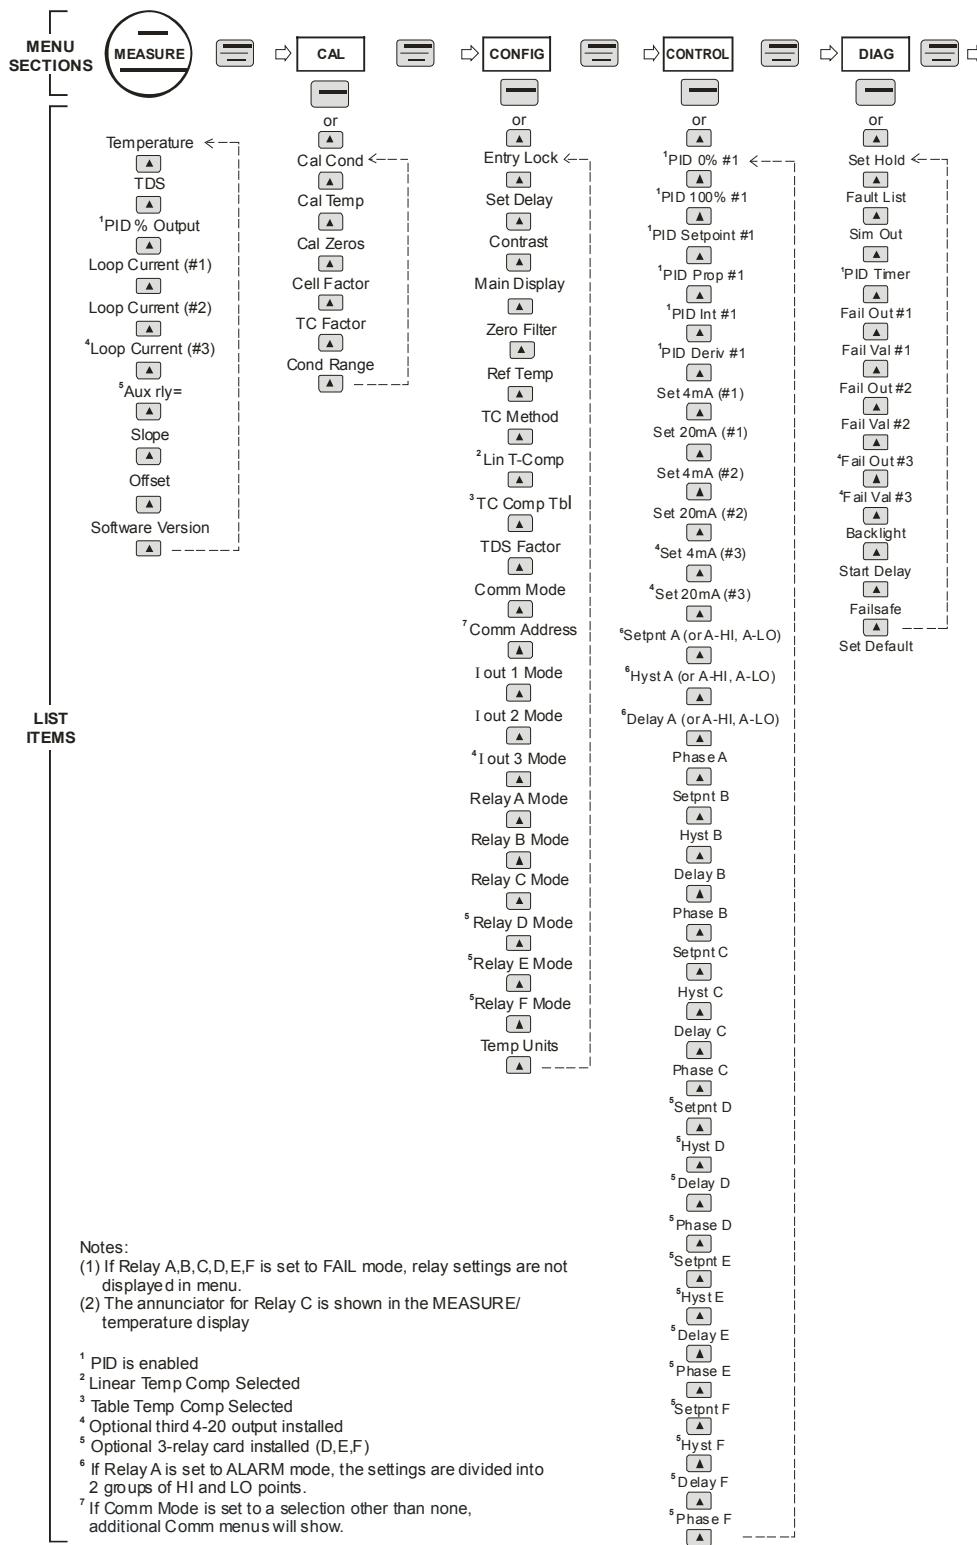 MENU
SECTIONS
MEASURE
CAL
CONFIG
CONTROL
DIAG
LIST
ITEMS
Temperature
TDS
¹PID % Output
Loop Current (#1)
Loop Current (#2)
⁴Loop Current (#3)
⁵Aux rly=
Slope
Offset
Software Version
or
Cal Cond
Cal Temp
Cal Zeros
Cell Factor
TC Factor
Cond Range
or
Entry Lock
Set Delay
Contrast
Main Display
Zero Filter
Ref Temp
TC Method
²Lin T-Comp
³TC Comp Tbl
TDS Factor
Comm Mode
⁷Comm Address
I out 1 Mode
I out 2 Mode
⁴I out 3 Mode
Relay A Mode
Relay B Mode
Relay C Mode
⁵Relay D Mode
⁵Relay E Mode
⁵Relay F Mode
Temp Units
or
¹PID 0% #1
¹PID 100% #1
¹PID Setpoint #1
¹PID Prop #1
¹PID Int #1
¹PID Deriv #1
Set 4mA (#1)
Set 20mA (#1)
Set 4mA (#2)
Set 20mA (#2)
⁴Set 4mA (#3)
⁴Set 20mA (#3)
⁶Setpnt A (or A-HI, A-LO)
⁶Hyst A (or A-HI, A-LO)
⁶Delay A (or A-HI, A-LO)
Phase A
Setpnt B
Hyst B
Delay B
Phase B
Setpnt C
Hyst C
Delay C
Phase C
⁵Setpnt D
⁵Hyst D
⁵Delay D
⁵Phase D
⁵Setpnt E
⁵Hyst E
⁵Delay E
⁵Phase E
⁵Setpnt F
⁵Hyst F
⁵Delay F
⁵Phase F
or
Set Hold
Fault List
Sim Out
¹PID Timer
Fail Out #1
Fail Val #1
Fail Out #2
Fail Val #2
⁴Fail Out #3
⁴Fail Val #3
Backlight
Start Delay
Failsafe
Set Default
Notes:
(1) If Relay A,B,C,D,E,F is set to FAIL mode, relay settings are not
displayed in menu.
(2) The annunciator for Relay C is shown in the MEASURE/
temperature display
¹ PID is enabled
² Linear Temp Comp Selected
³ Table Temp Comp Selected
⁴ Optional third 4-20 output installed
⁵ Optional 3-relay card installed (D,E,F)
⁶ If Relay A is set to ALARM mode, the settings are divided into
2 groups of HI and LO points.
⁷ If Comm Mode is set to a selection other than none,
additional Comm menus will show.